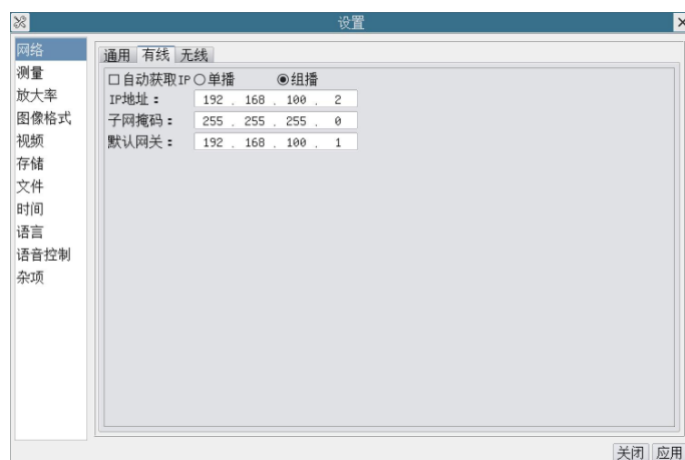 设置
网络
测量
放大率
图像格式
视频
存储
文件
时间
语言
语音控制
杂项
通用 有线 无线
自动获取IP 单播 组播
IP地址： 192 . 168 . 100 . 2
子网掩码： 255 . 255 . 255 . 0
默认网关： 192 . 168 . 100 . 1
关闭 应用